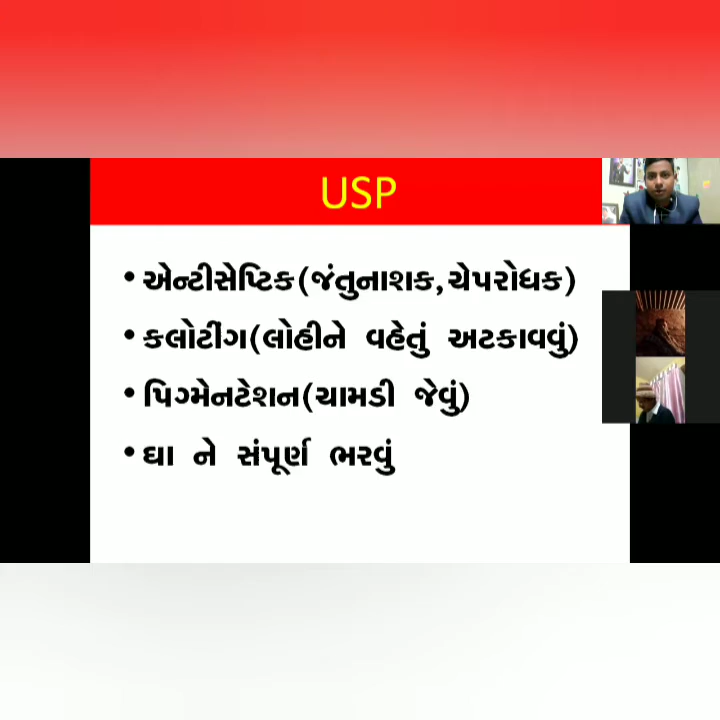 USP
• એન્ટીસેપ્ટિક(જંતુનાશક,ચેપરોધક)
• કલોટીંગ(લોહીને વહેતું અટકાવવું)
• પિગ્મેનટેશન(ચામડી જેવું)
• ઘા ને સંપૂર્ણ ભરવું